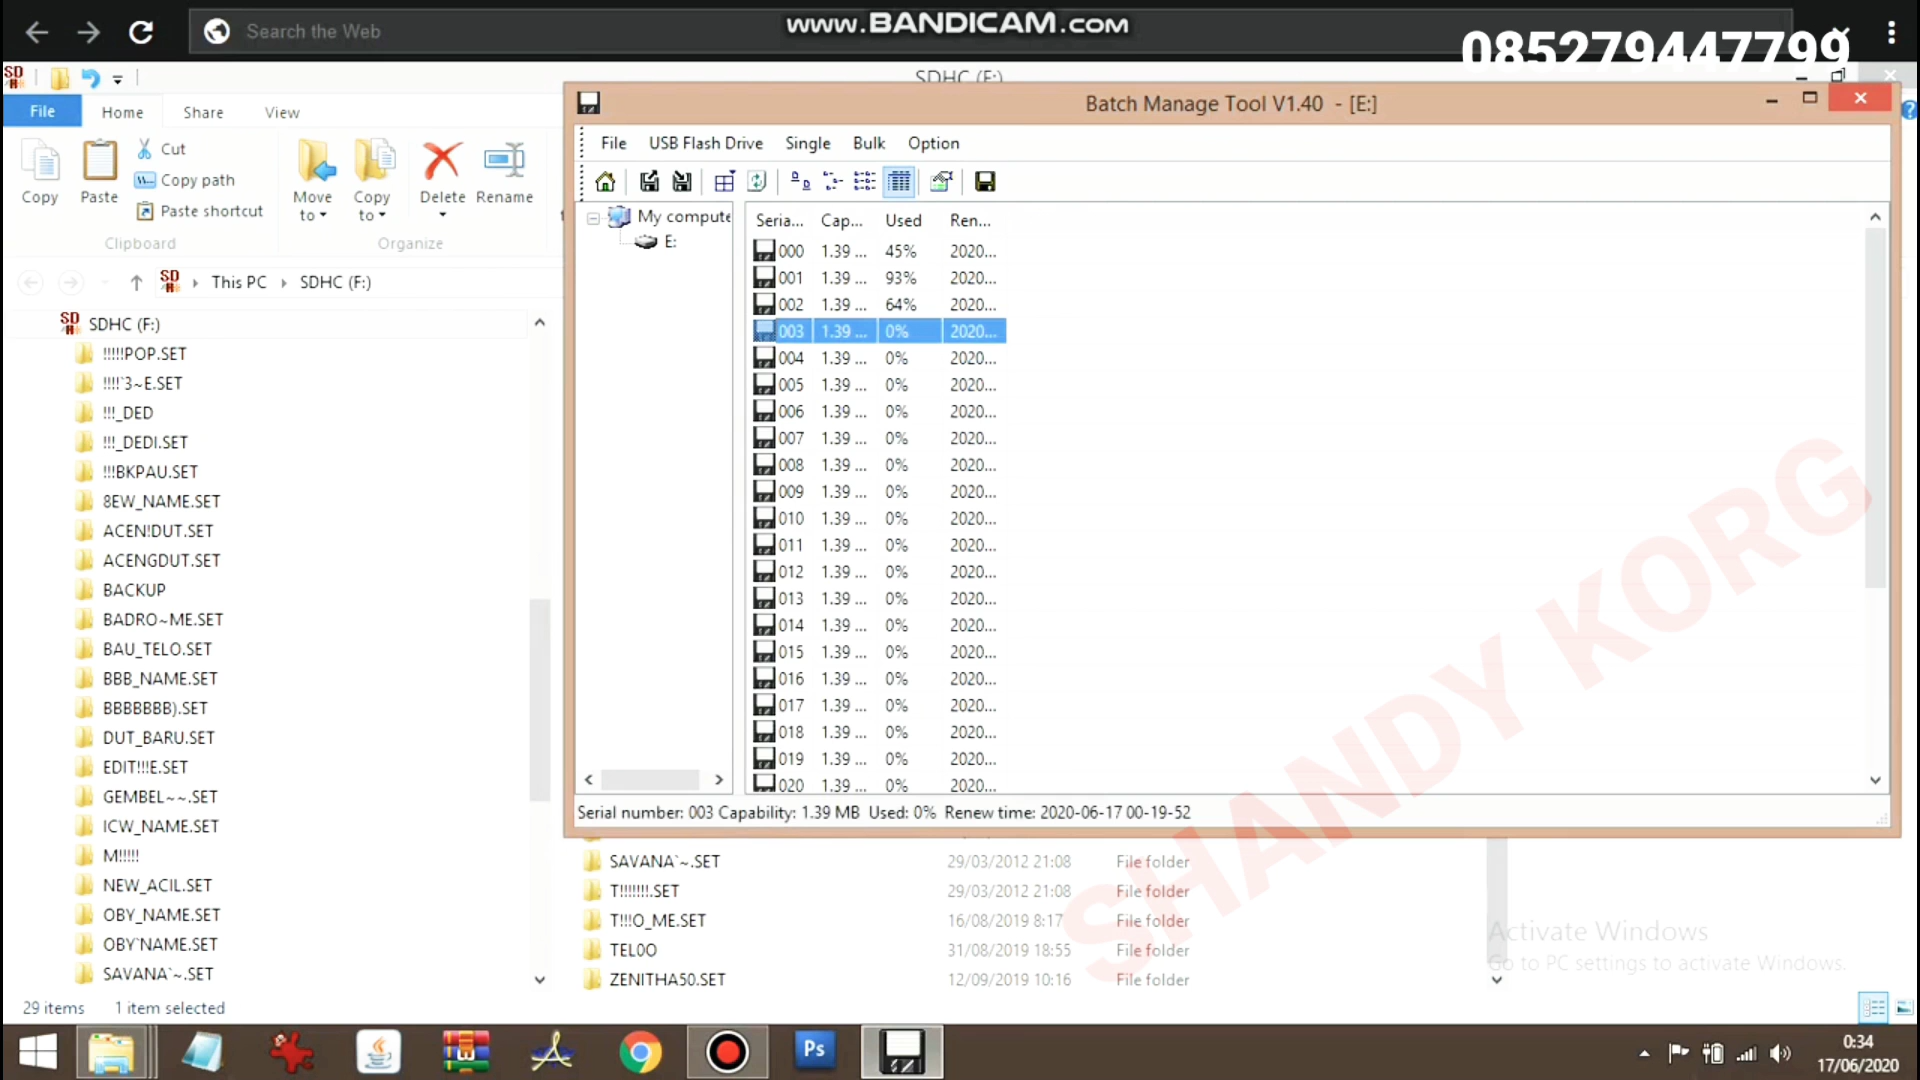 Search the Web
www.BANDICAM.com
085279447799
SDHC (F:)
File Home Share View
Copy
Paste
Cut
Copy path
Paste shortcut
Clipboard
Move to
Copy to
Delete
Rename
Organize
This PC SDHC (F:)
SDHC (F:)
!!!!!POP.SET
!!!!`3~E.SET
!!!_DED
!!!_DEDI.SET
!!!BKPAU.SET
8EW_NAME.SET
ACEN!DUT.SET
ACENGDUT.SET
BACKUP
BADRO~ME.SET
BAU_TELO.SET
BBB_NAME.SET
BBBBBBB).SET
DUT_BARU.SET
EDIT!!!E.SET
GEMBEL~~.SET
ICW_NAME.SET
M!!!!!
NEW_ACIL.SET
OBY_NAME.SET
OBY`NAME.SET
SAVANA`~.SET
29 items 1 item selected
Batch Manage Tool V1.40 - [E:]
File USB Flash Drive Single Bulk Option
My compute
E:
Seria... Cap... Used Ren...
000 1.39 ... 45% 2020...
001 1.39 ... 93% 2020...
002 1.39 ... 64% 2020...
003 1.39 ... 0% 2020...
004 1.39 ... 0% 2020...
005 1.39 ... 0% 2020...
006 1.39 ... 0% 2020...
007 1.39 ... 0% 2020...
008 1.39 ... 0% 2020...
009 1.39 ... 0% 2020...
010 1.39 ... 0% 2020...
011 1.39 ... 0% 2020...
012 1.39 ... 0% 2020...
013 1.39 ... 0% 2020...
014 1.39 ... 0% 2020...
015 1.39 ... 0% 2020...
016 1.39 ... 0% 2020...
017 1.39 ... 0% 2020...
018 1.39 ... 0% 2020...
019 1.39 ... 0% 2020...
020 1.39 ... 0% 2020...
Serial number: 003 Capability: 1.39 MB Used: 0% Renew time: 2020-06-17 00-19-52
SAVANA`~.SET 29/03/2012 21:08 File folder
T!!!!!!!.SET 29/03/2012 21:08 File folder
T!!!O_ME.SET 16/08/2019 8:17 File folder
TEL0O 31/08/2019 18:55 File folder
ZENITHA50.SET 12/09/2019 10:16 File folder
SHANDY KORG
Activate Windows
Go to PC settings to activate Windows.
Ps
0:34
17/06/2020